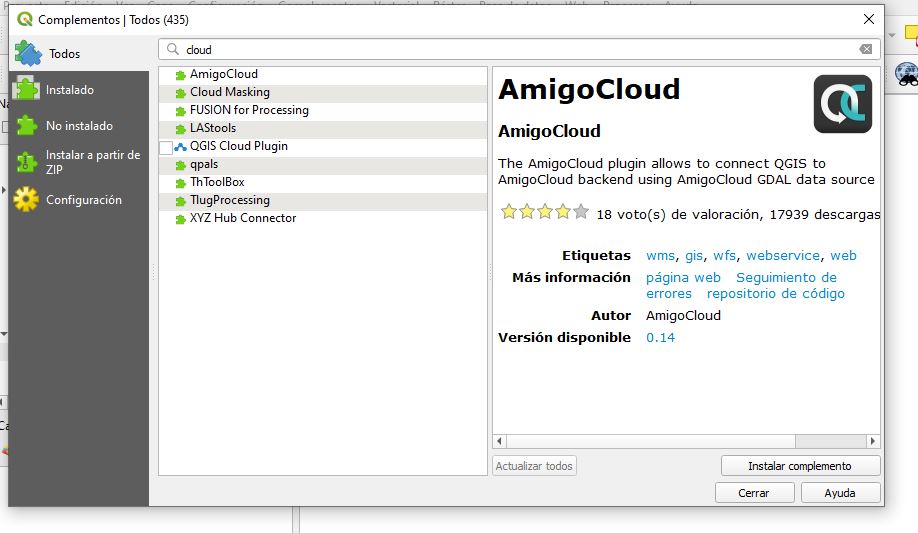 Complementos | Todos (435)
Todos
Instalado
No instalado
Instalar a partir de
ZIP
Configuración
cloud
AmigoCloud
Cloud Masking
FUSION for Processing
LAStools
QGIS Cloud Plugin
qpals
ThToolBox
TlugProcessing
XYZ Hub Connector
AmigoCloud
AmigoCloud
The AmigoCloud plugin allows to connect QGIS to
AmigoCloud backend using AmigoCloud GDAL data source
18 voto(s) de valoración, 17939 descargas
Etiquetas wms, gis, wfs, webservice, web
Más información página web Seguimiento de
errores repositorio de código
Autor AmigoCloud
Versión disponible 0.14
Actualizar todos
Instalar complemento
Cerrar
Ayuda